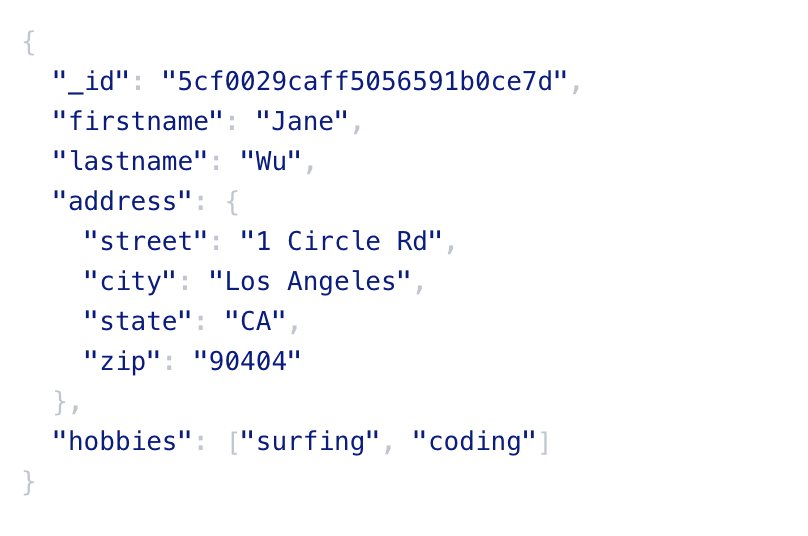 {
  "_id": "5cf0029caff5056591b0ce7d",
  "firstname": "Jane",
  "lastname": "Wu",
  "address": {
    "street": "1 Circle Rd",
    "city": "Los Angeles",
    "state": "CA",
    "zip": "90404"
  },
  "hobbies": ["surfing", "coding"]
}